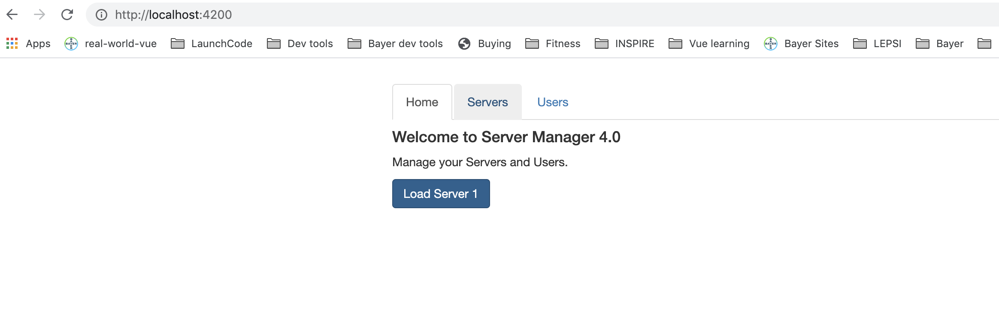 http://localhost:4200
Apps real-world-vue LaunchCode Dev tools Bayer dev tools Buying Fitness INSPIRE Vue learning Bayer Sites LEPSI Bayer
Home Servers Users
Welcome to Server Manager 4.0
Manage your Servers and Users.
Load Server 1